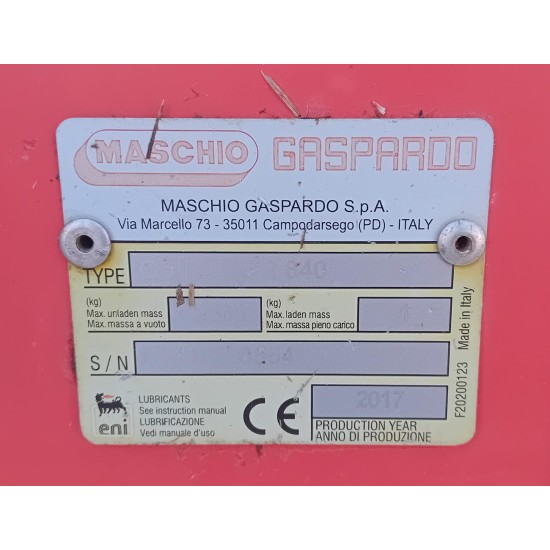 MASCHIO GASPARDO
MASCHIO GASPARDO S.p.A.
Via Marcello 73 - 35011 Campodarsego (PD) - ITALY
TYPE 840
(kg)
Max. unladen mass
Max. massa a vuoto
(kg)
Max. laden mass
Max. massa pieno carico
S/N
eni
LUBRICANTS
See instruction manual
LUBRIFICAZIONE
Vedi manuale d'uso
CE
2017
PRODUCTION YEAR
ANNO DI PRODUZIONE
F20200123 Made in Italy